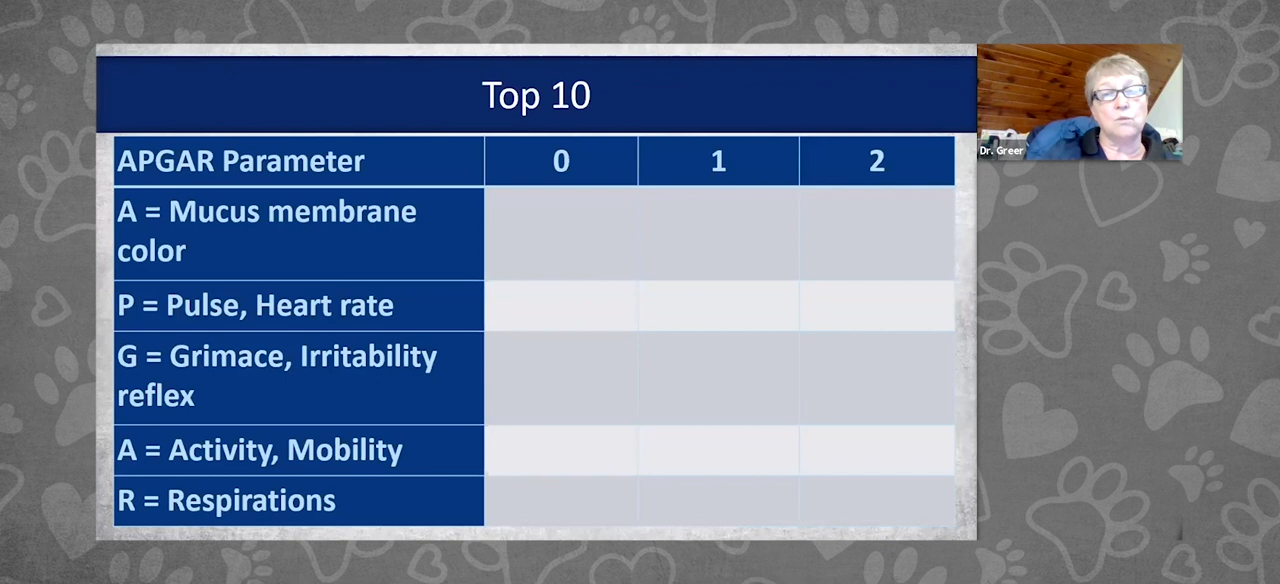 Top 10
APGAR Parameter 0 1 2
A = Mucus membrane
color
P = Pulse, Heart rate
G = Grimace, Irritability
reflex
A = Activity, Mobility
R = Respirations
Dr. Greer